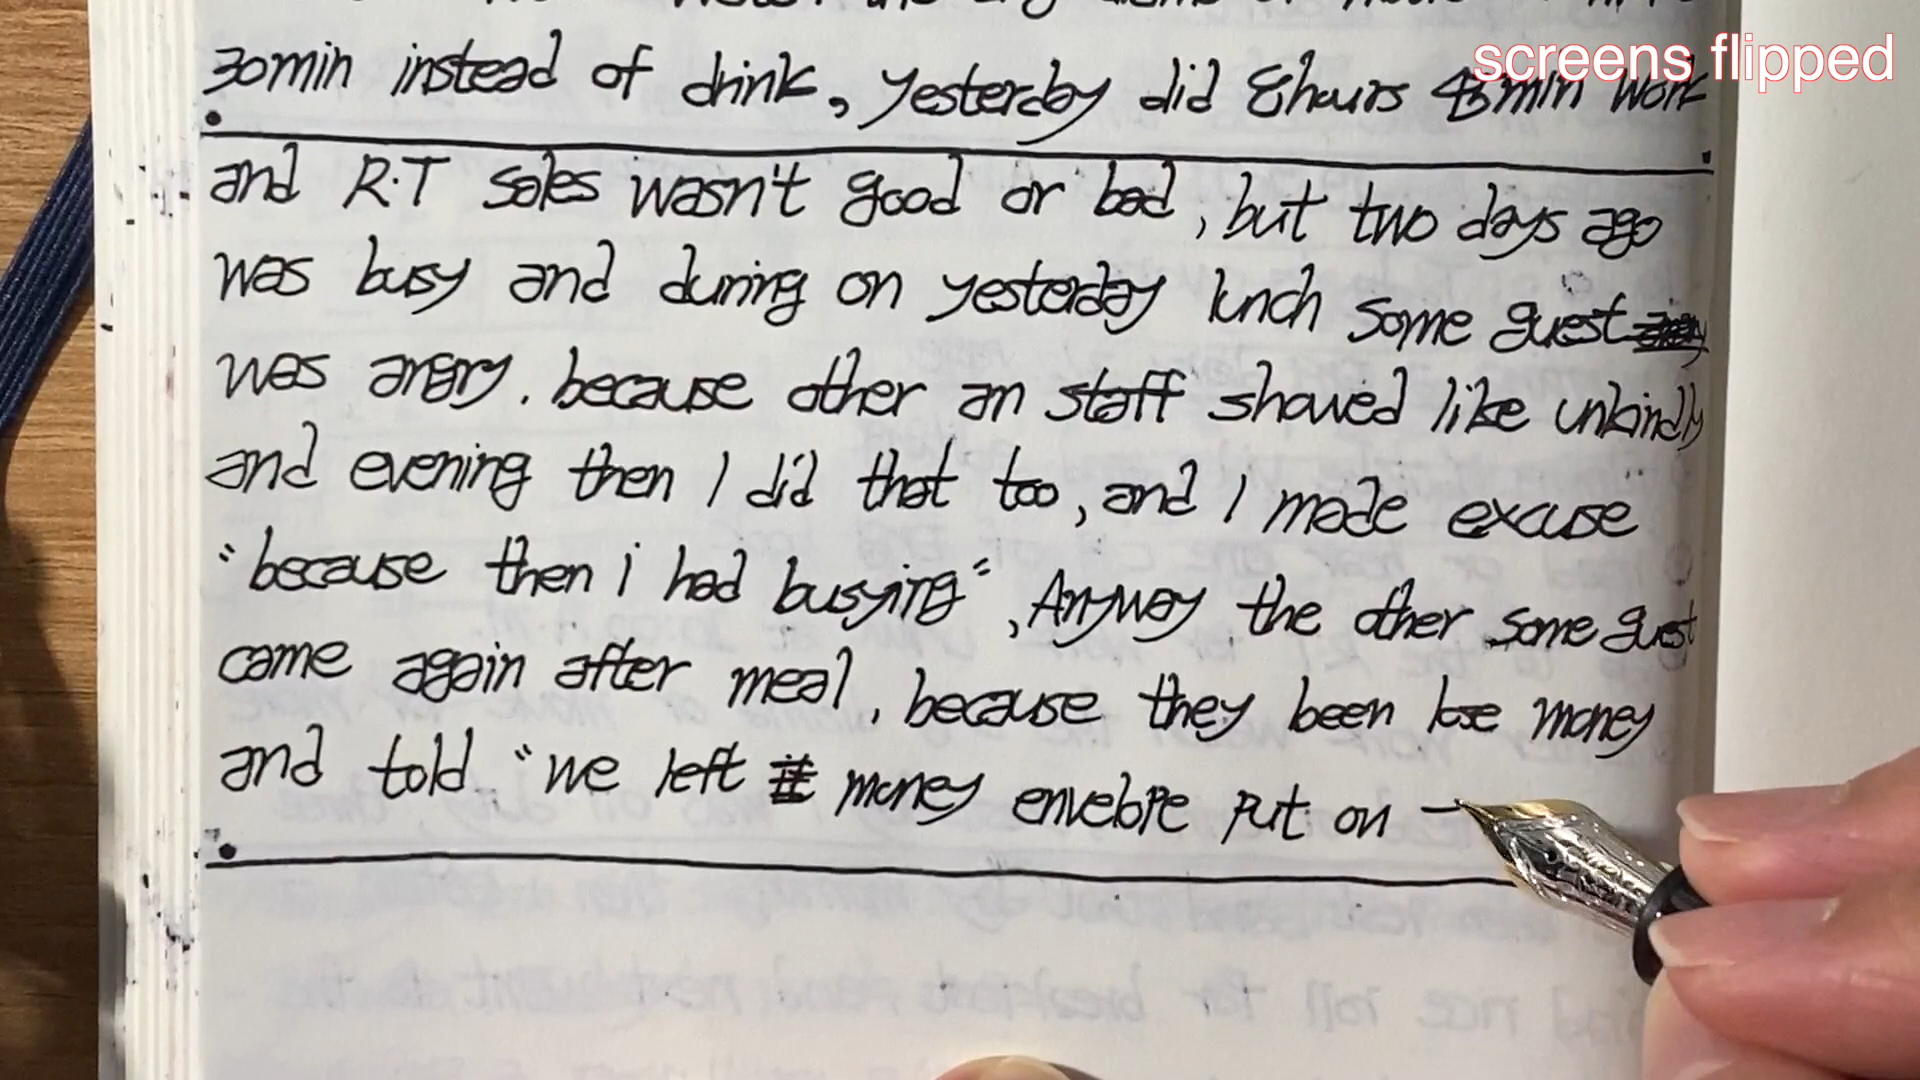 screens flipped
30min instead of drink, yesterday did 8hours 43min work
and R.T sales wasn't good or bad, but two days ago
was busy and during on yesterday lunch some guest
was angry. because other an staff showed like unkindly
and evening then I did that too, and I made excuse
"because then i had busying", Anyway the other some guest
came again after meal, because they been lose money
and told "we left money envelope put on